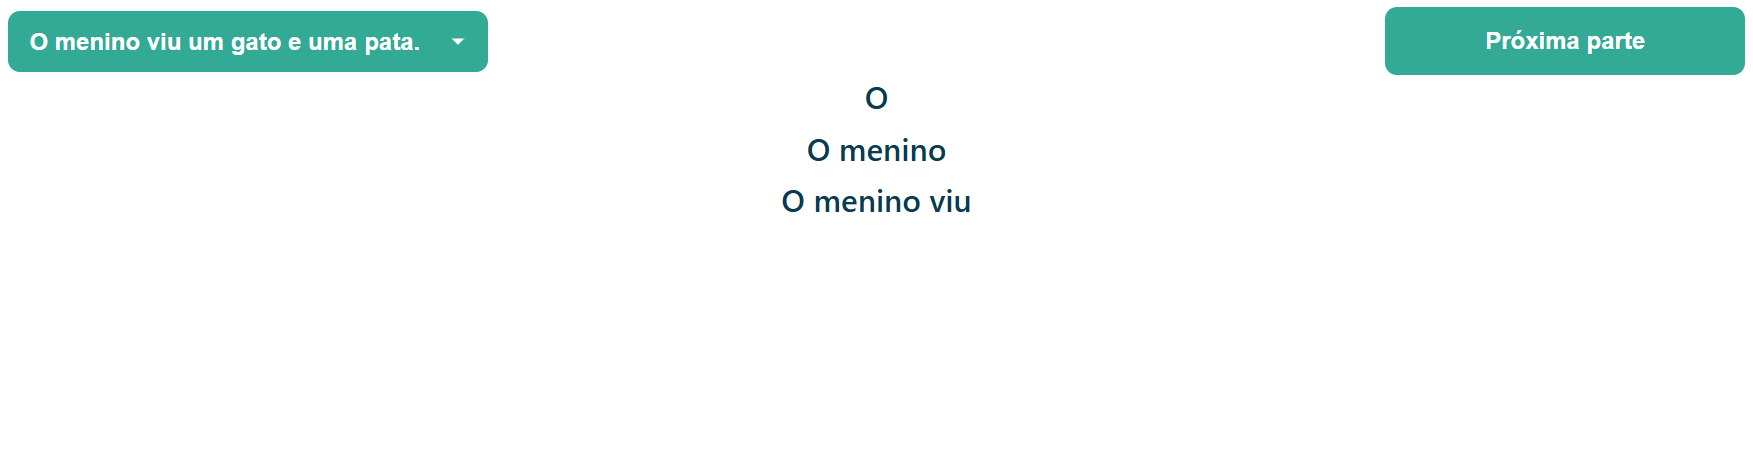 O menino viu um gato e uma pata.
Próxima parte
O
O menino
O menino viu